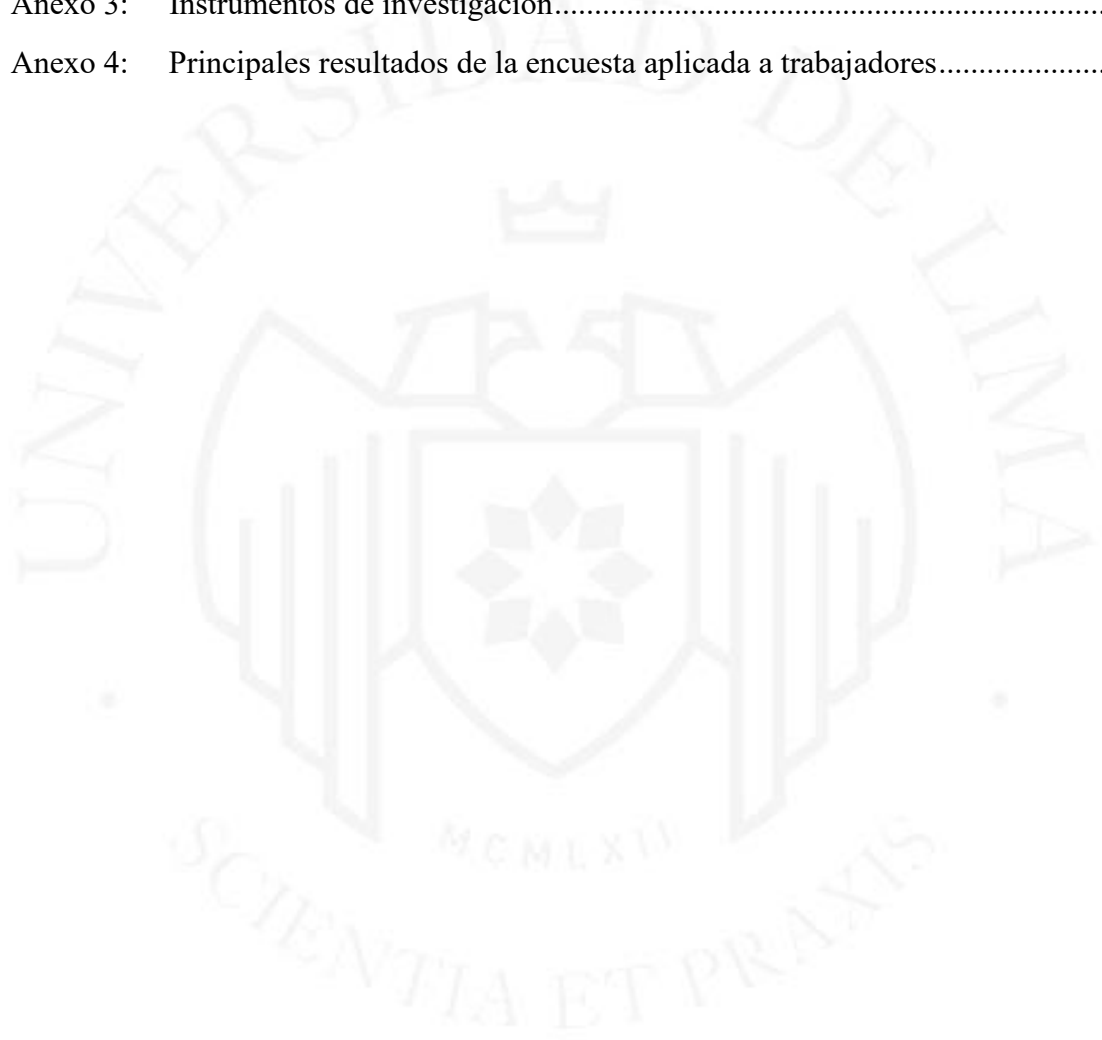 Anexo 3: Instrumentos de investigación....................................................................
Anexo 4: Principales resultados de la encuesta aplicada a trabajadores.....................
UNIVERSIDAD DE LIMA
MCMLXII
SCIENTIA ET PRAXIS